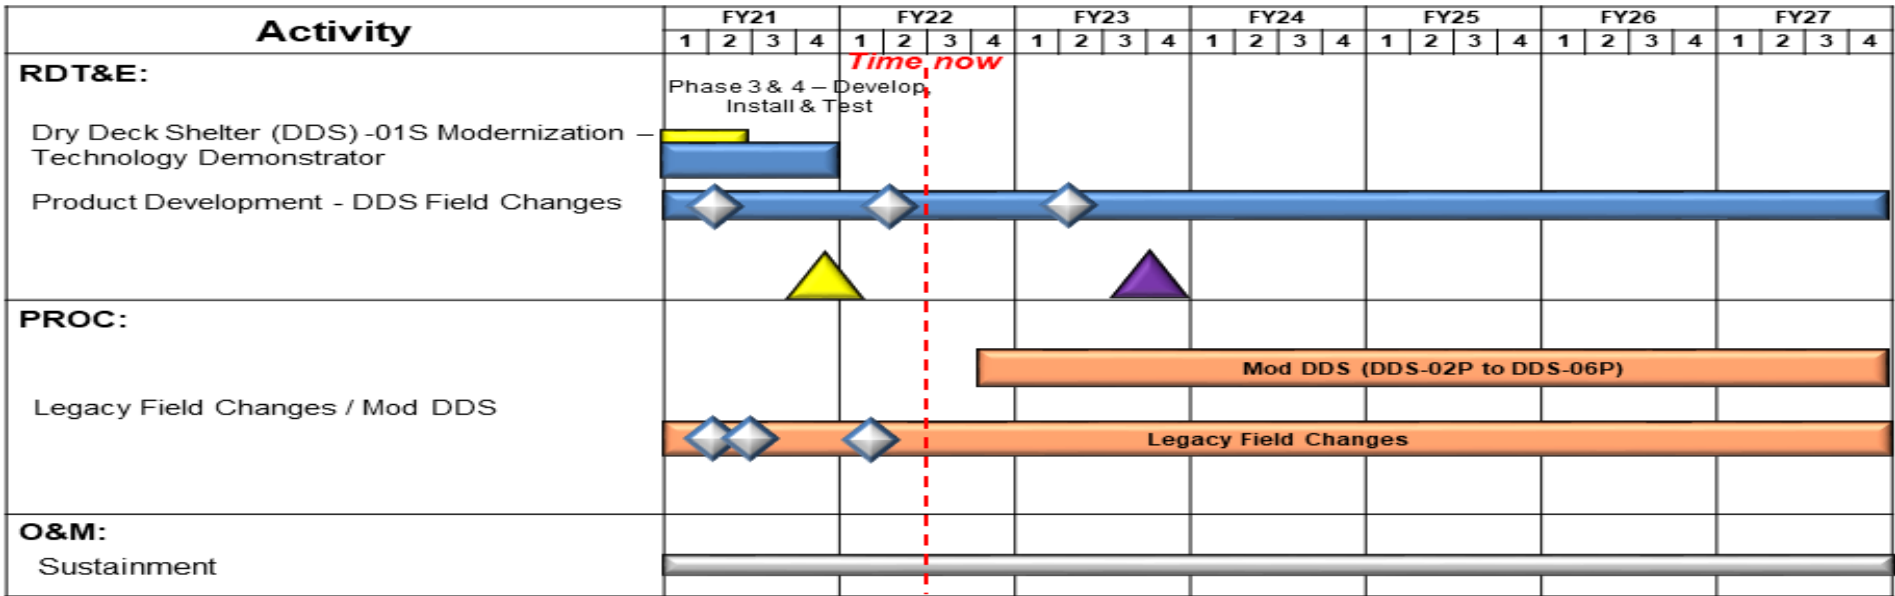 Activity
FY21 FY22 FY23 FY24 FY25 FY26 FY27
1 2 3 4 1 2 3 4 1 2 3 4 1 2 3 4 1 2 3 4 1 2 3 4 1 2 3 4
Time now
RDT&E:
Phase 3 & 4 – Develop,
Install & Test
Dry Deck Shelter (DDS) -01S Modernization –
Technology Demonstrator
Product Development - DDS Field Changes
PROC:
Mod DDS (DDS-02P to DDS-06P)
Legacy Field Changes / Mod DDS
Legacy Field Changes
O&M:
Sustainment